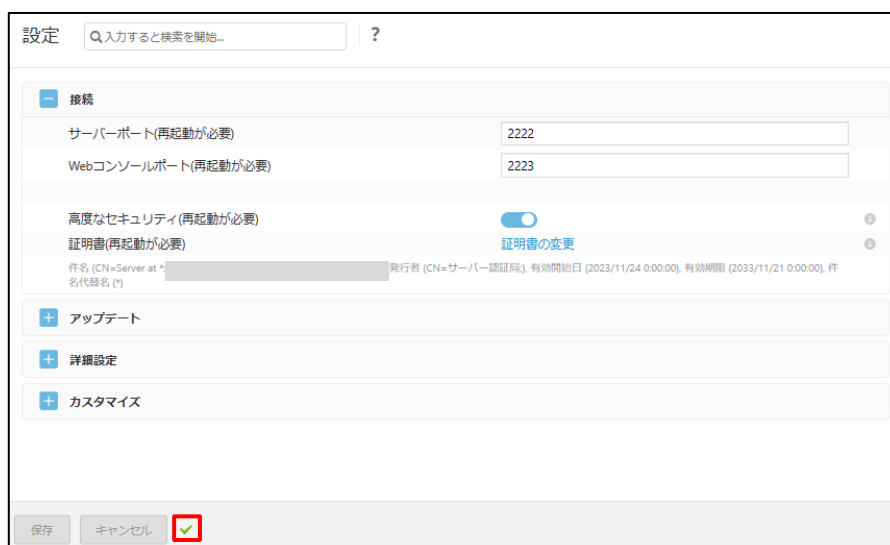 設定
入力すると検索を開始...
?
接続
サーバーポート(再起動が必要)
2222
Webコンソールポート(再起動が必要)
2223
高度なセキュリティ(再起動が必要)
証明書(再起動が必要)
証明書の変更
件名 (CN=Server at *; 発行者 (CN=サーバー認証局;), 有効開始日 (2023/11/24 0:00:00), 有効期限 (2033/11/21 0:00:00), 件
名代替名 (*)
アップデート
詳細設定
カスタマイズ
保存
キャンセル